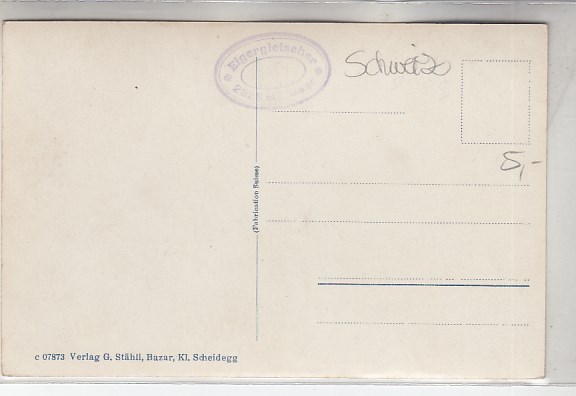 Eigergletscher
Schweiz
5,-
(Fabrication Suisse)
c 07873 Verlag G. Stähli, Bazar, Kl. Scheidegg